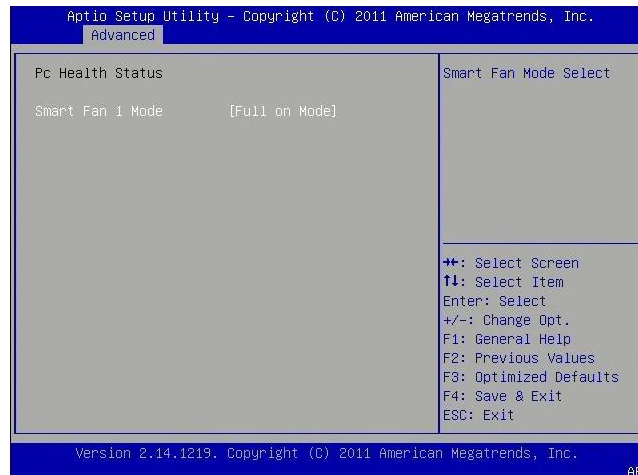 Aptio Setup Utility – Copyright (C) 2011 American Megatrends, Inc.
Advanced
Pc Health Status
Smart Fan 1 Mode [Full on Mode]
Smart Fan Mode Select
→←: Select Screen
↑↓: Select Item
Enter: Select
+/-: Change Opt.
F1: General Help
F2: Previous Values
F3: Optimized Defaults
F4: Save & Exit
ESC: Exit
Version 2.14.1219. Copyright (C) 2011 American Megatrends, Inc.